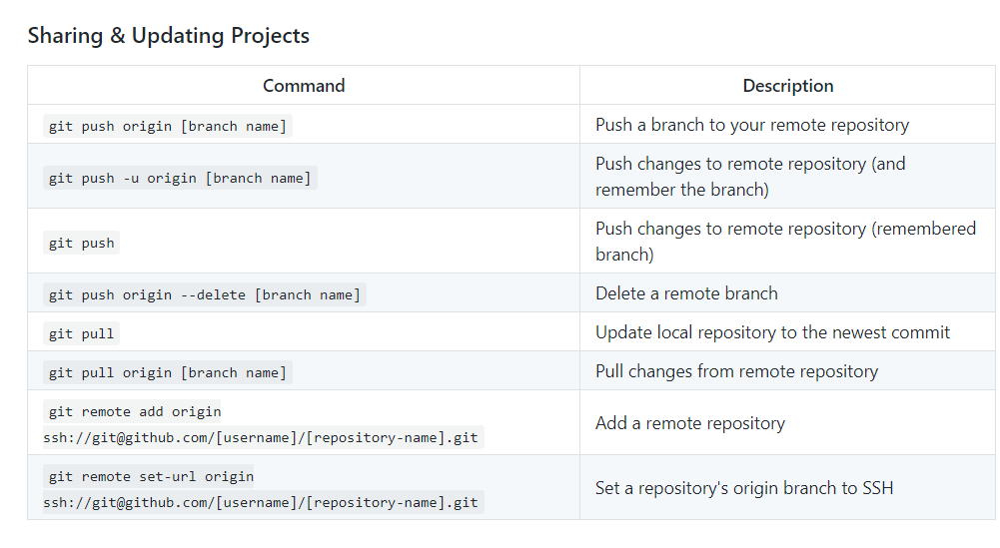 Sharing & Updating Projects
Command
Description
git push origin [branch name]
Push a branch to your remote repository
git push -u origin [branch name]
Push changes to remote repository (and
remember the branch)
git push
Push changes to remote repository (remembered
branch)
git push origin --delete [branch name]
Delete a remote branch
git pull
Update local repository to the newest commit
git pull origin [branch name]
Pull changes from remote repository
git remote add origin
ssh://git@github.com/[username]/[repository-name].git
Add a remote repository
git remote set-url origin
ssh://git@github.com/[username]/[repository-name].git
Set a repository's origin branch to SSH